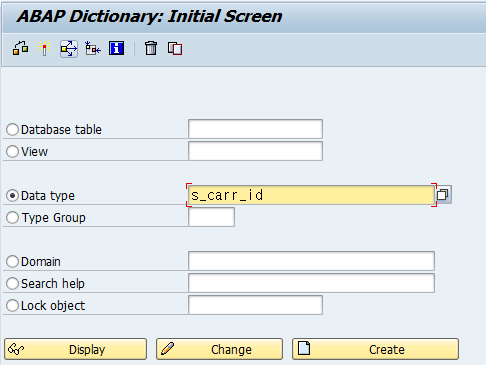 ABAP Dictionary: Initial Screen
Database table
View
Data type s_carr_id
Type Group
Domain
Search help
Lock object
Display Change Create